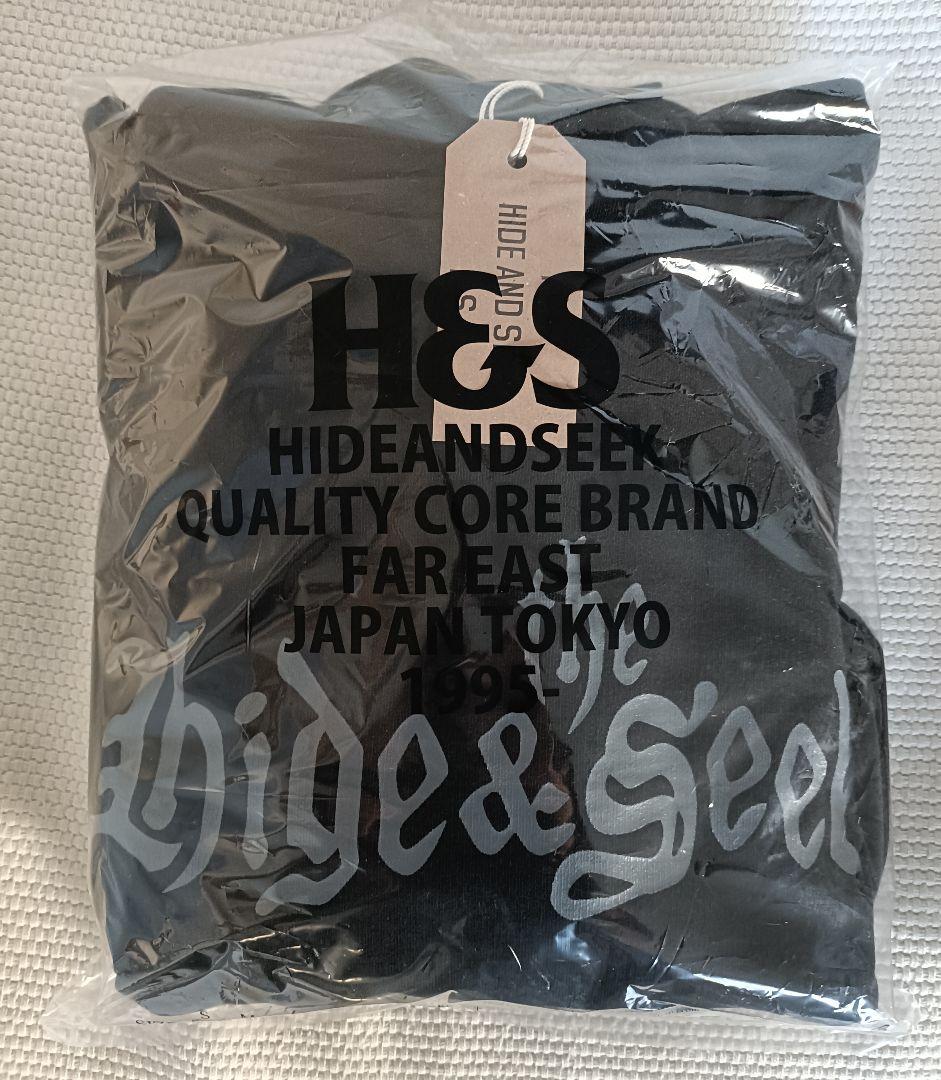 HIDE AND S
S
H&S
HIDEANDSEEK
QUALITY CORE BRAND
FAR EAST
JAPAN TOKYO
1995-
the
Hide & Seek